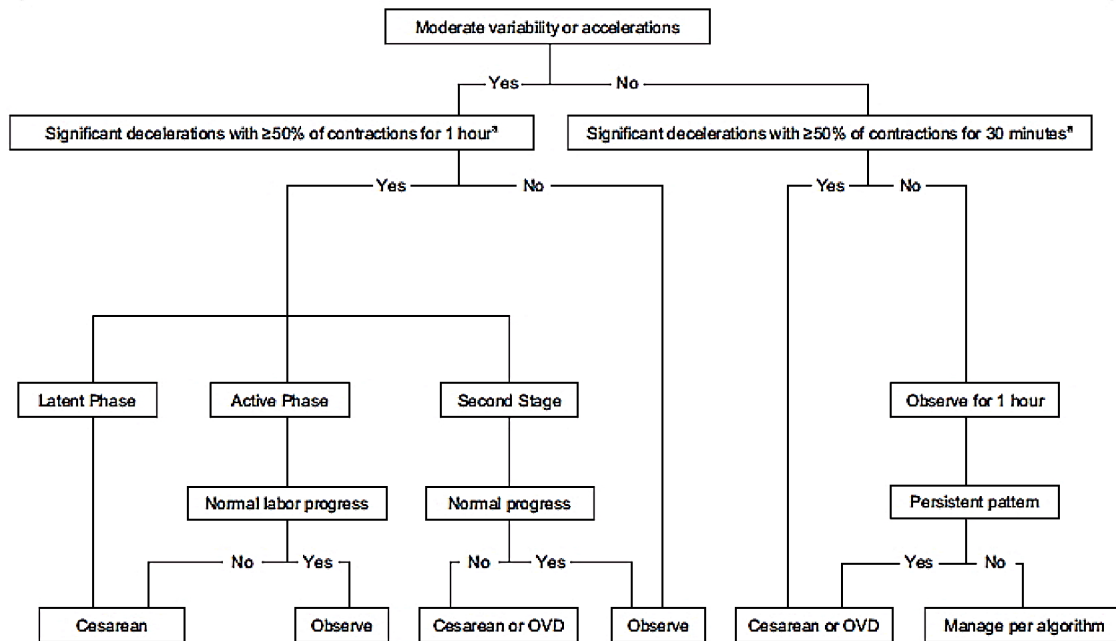 Moderate variability or accelerations
Yes No
Significant decelerations with ≥50% of contractions for 1 hourª
Significant decelerations with ≥50% of contractions for 30 minutesª
Yes No
Yes No
Latent Phase
Active Phase
Second Stage
Observe for 1 hour
Normal labor progress
Normal progress
Persistent pattern
No Yes
No Yes
Yes No
Cesarean
Observe
Cesarean or OVD
Observe
Cesarean or OVD
Manage per algorithm